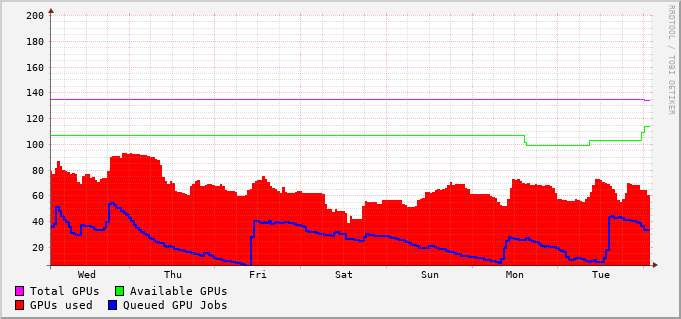 200
180
160
140
120
100
80
60
40
20
Wed Thu Fri Sat Sun Mon Tue
Total GPUs Available GPUs
GPUs used Queued GPU Jobs
RRDTOOL / TOBI OETIKER